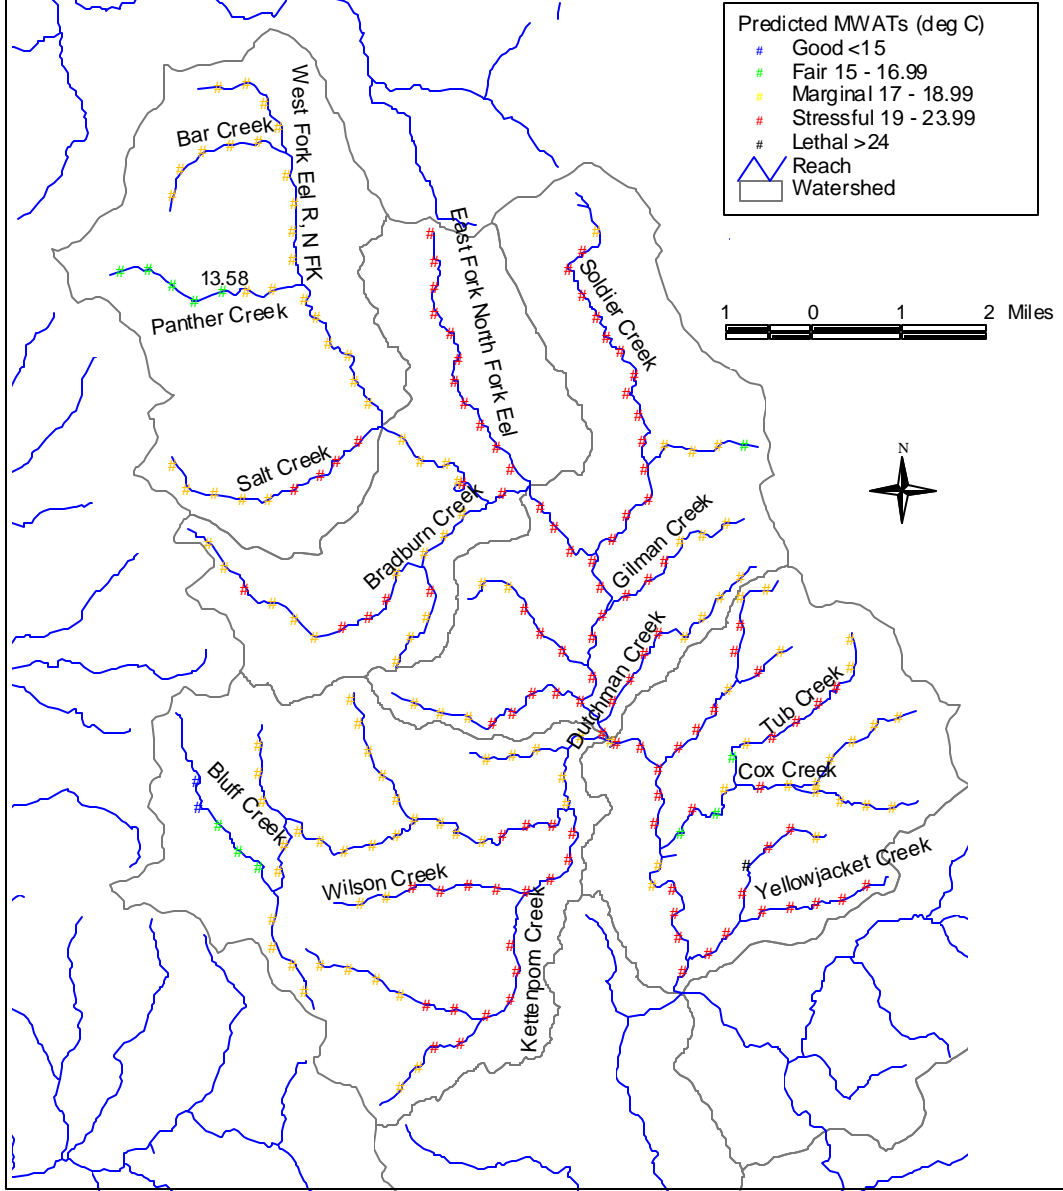 Predicted MWATs (deg C)
# Good <15
# Fair 15 - 16.99
# Marginal 17 - 18.99
# Stressful 19 - 23.99
# Lethal >24
Reach
Watershed
West Fork Eel R, N FK
Bar Creek
East Fork North Fork Eel
Soldier Creek
13.58
Panther Creek
1 0 1 2 Miles
N
Salt Creek
Bradburn Creek
Gilman Creek
Dutchman Creek
Tub Creek
Cox Creek
Bluff Creek
Yellowjacket Creek
Wilson Creek
Kettenpom Creek